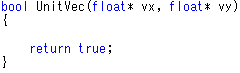 bool UnitVec(float* vx, float* vy)
{
    return true;
}